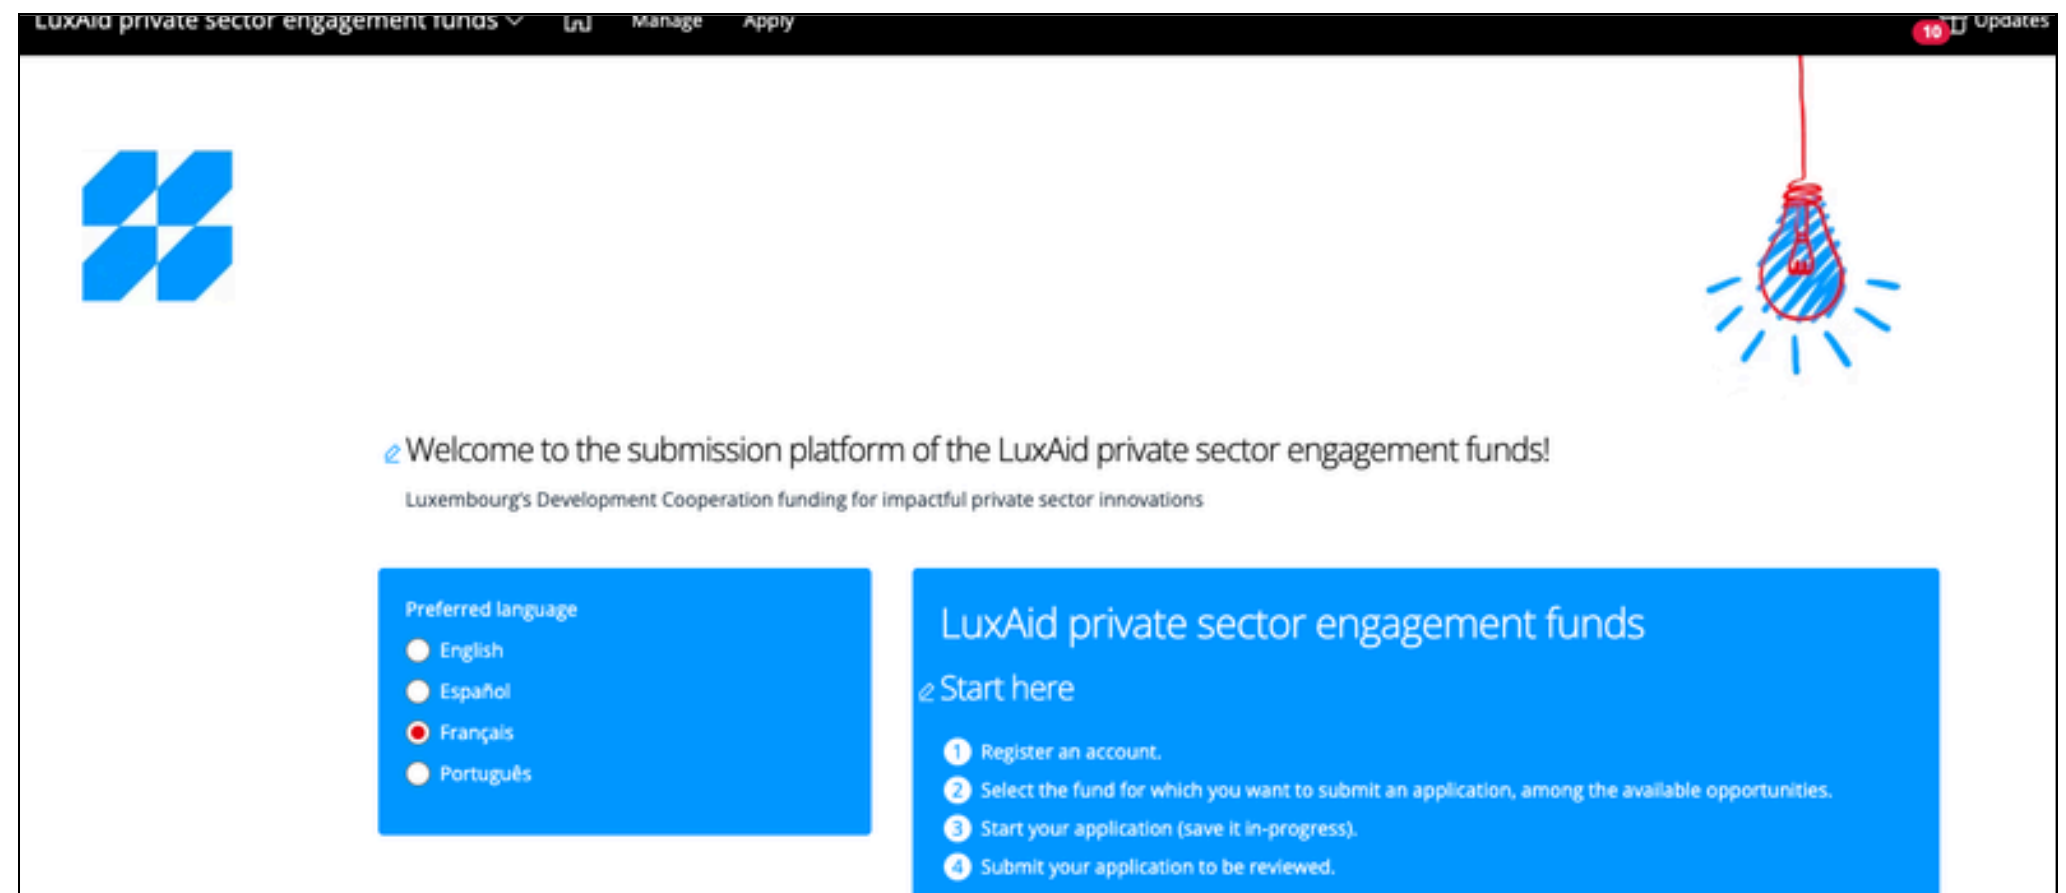 LuxAid private sector engagement funds
Manage
Apply
10
Updates
Welcome to the submission platform of the LuxAid private sector engagement funds!
Luxembourg's Development Cooperation funding for impactful private sector innovations
Preferred language
English
Español
Français
Português
LuxAid private sector engagement funds
Start here
1 Register an account.
2 Select the fund for which you want to submit an application, among the available opportunities.
3 Start your application (save it in-progress).
4 Submit your application to be reviewed.